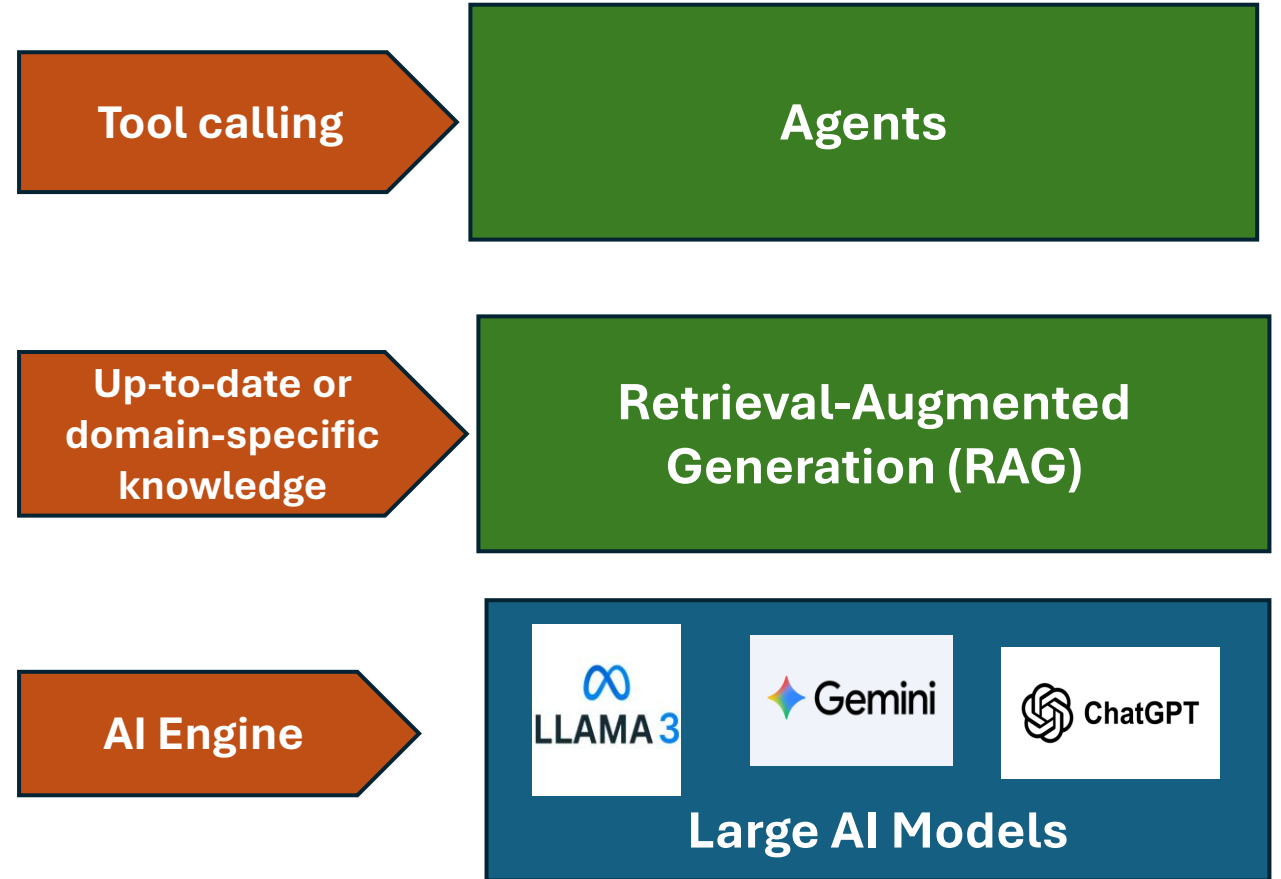 Tool calling
Agents
Up-to-date or
domain-specific
knowledge
Retrieval-Augmented
Generation (RAG)
AI Engine
LLAMA 3
Gemini
ChatGPT
Large AI Models